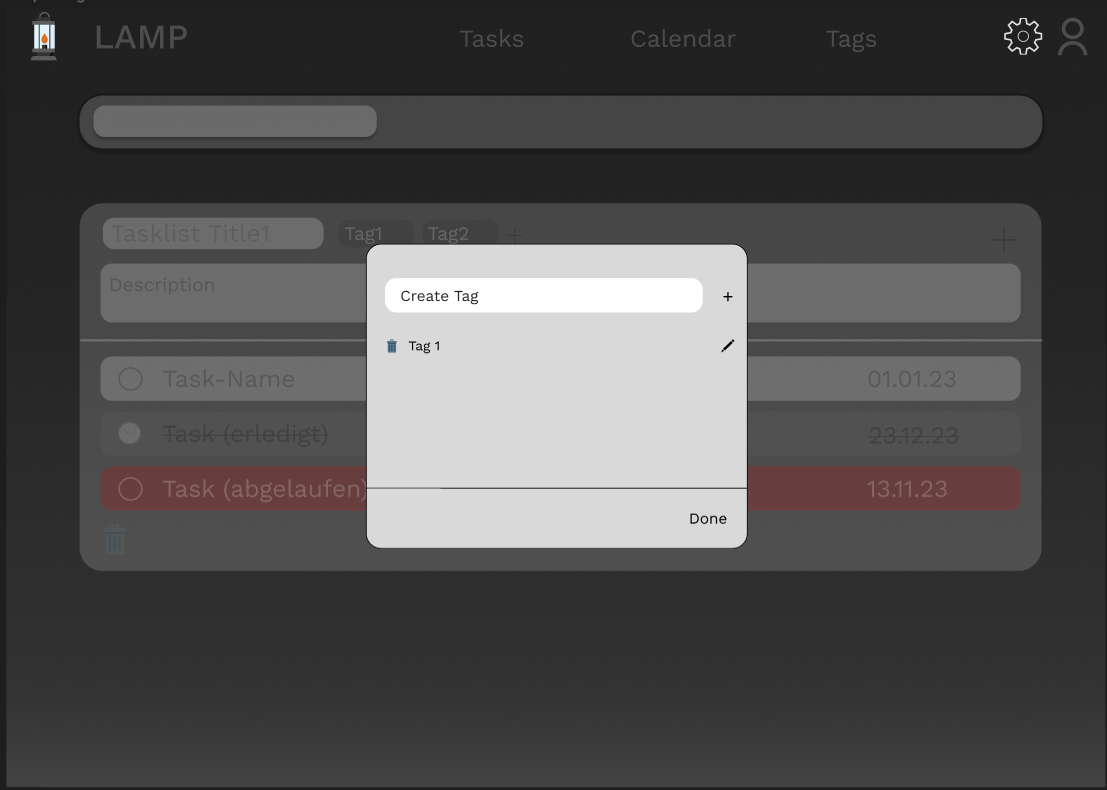 LAMP Tasks Calendar Tags
Tasklist Title1 Tag1 Tag2 +
Description
Create Tag +
Tag 1
Task-Name 01.01.23
Task (erledigt) 23.12.23
Task (abgelaufen) 13.11.23
Done